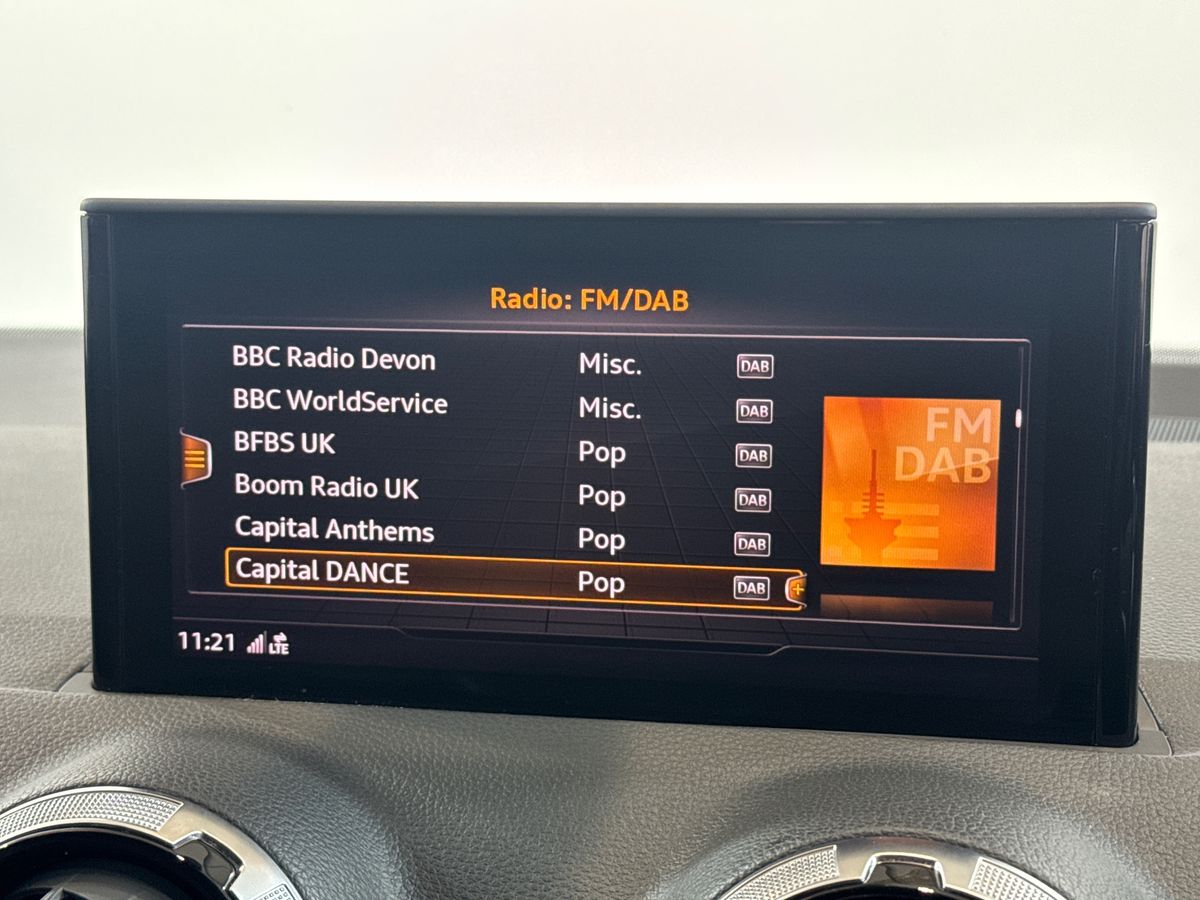 Radio: FM/DAB
BBC Radio Devon Misc. DAB
BBC WorldService Misc. DAB
BFBS UK Pop DAB
Boom Radio UK Pop DAB
Capital Anthems Pop DAB
Capital DANCE Pop DAB +
FM
DAB
11:21 LTE